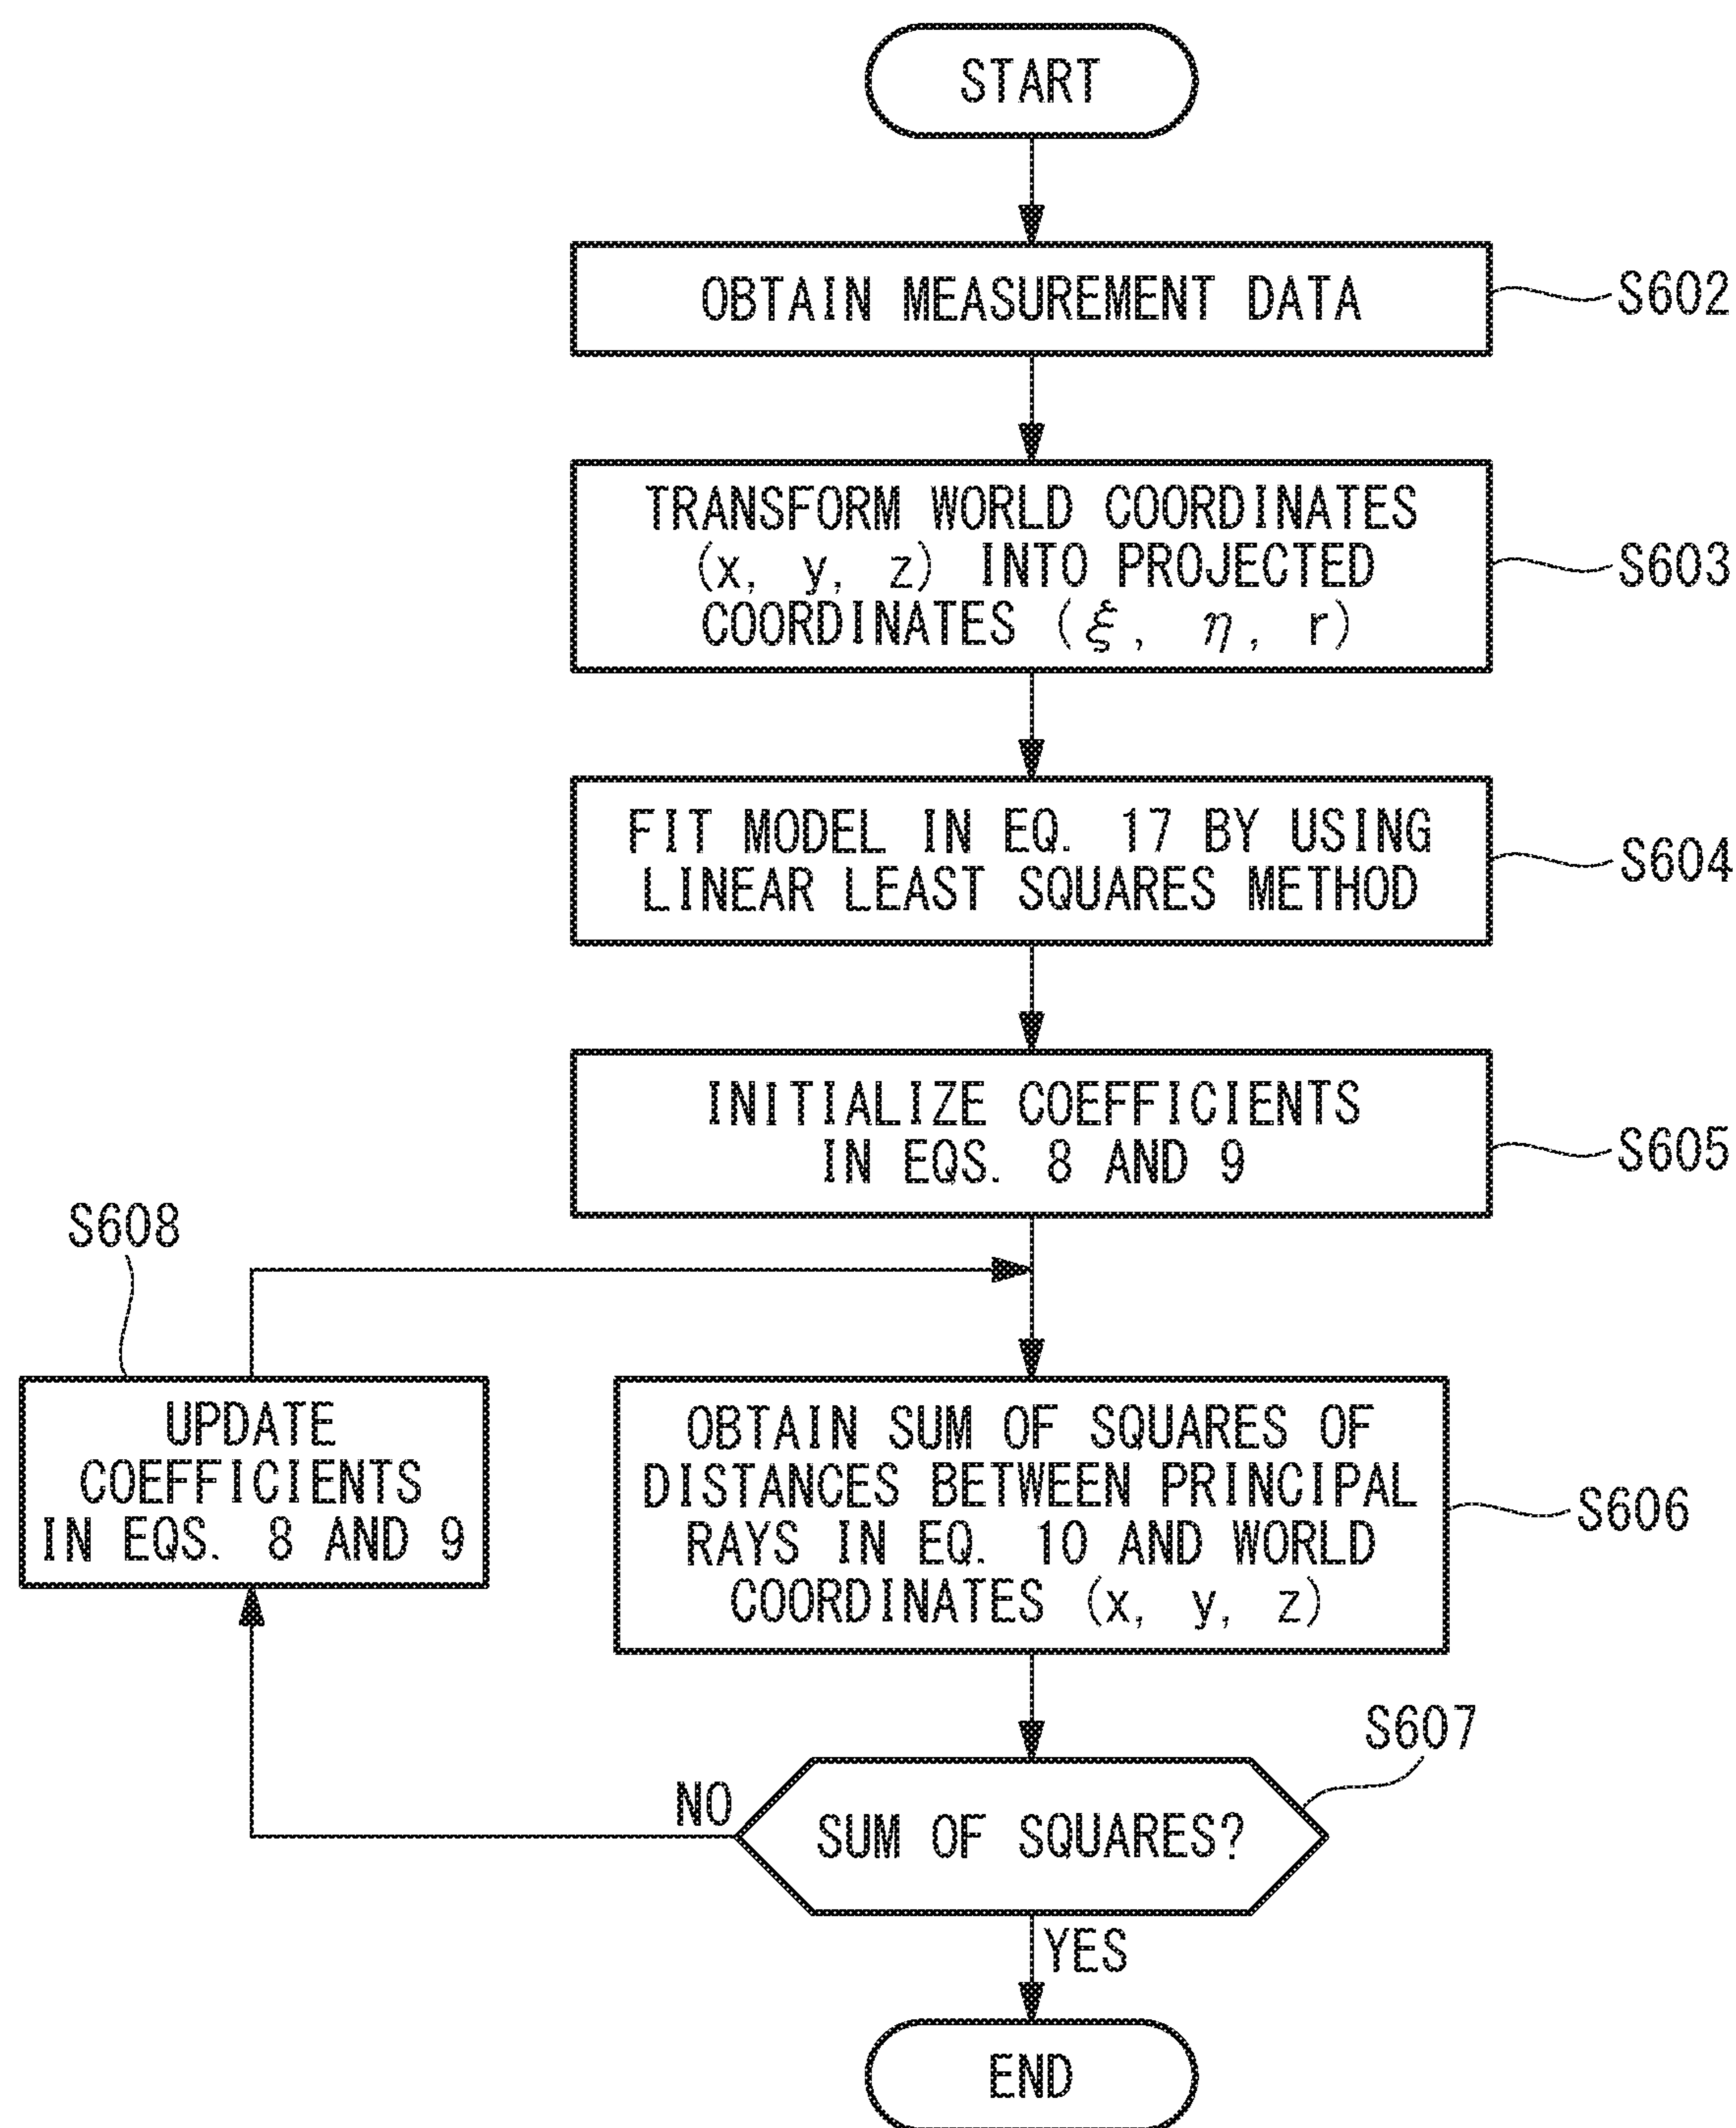 START
OBTAIN MEASUREMENT DATA
S602
TRANSFORM WORLD COORDINATES
(x, y, z) INTO PROJECTED
COORDINATES (ξ, η, r)
S603
FIT MODEL IN EQ. 17 BY USING
LINEAR LEAST SQUARES METHOD
S604
INITIALIZE COEFFICIENTS
IN EQS. 8 AND 9
S605
S608
UPDATE
COEFFICIENTS
IN EQS. 8 AND 9
OBTAIN SUM OF SQUARES OF
DISTANCES BETWEEN PRINCIPAL
RAYS IN EQ. 10 AND WORLD
COORDINATES (x, y, z)
S606
S607
NO
SUM OF SQUARES?
YES
END